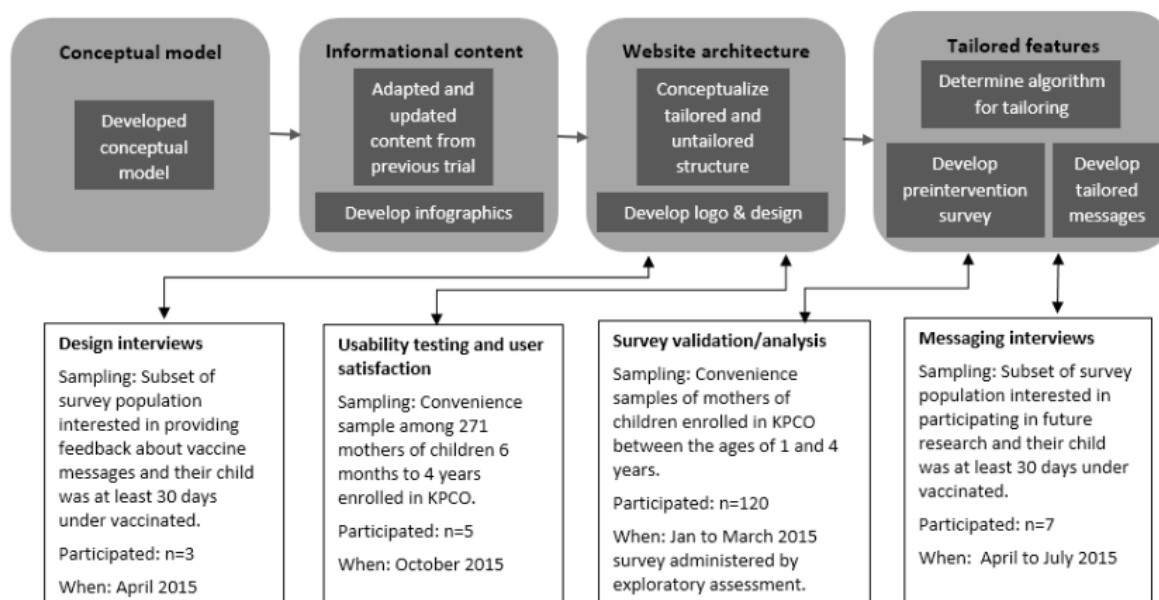 Conceptual model
Developed
conceptual
model
Informational content
Adapted and
updated
content from
previous trial
Develop infographics
Website architecture
Conceptualize
tailored and
untailored
structure
Develop logo & design
Tailored features
Determine algorithm
for tailoring
Develop
preintervention
survey
Develop
tailored
messages
Design interviews
Sampling: Subset of
survey population
interested in providing
feedback about vaccine
messages and their child
was at least 30 days
under vaccinated.
Participated: n=3
When: April 2015
Usability testing and user
satisfaction
Sampling: Convenience
sample among 271
mothers of children 6
months to 4 years
enrolled in KPCO.
Participated: n=5
When: October 2015
Survey validation/analysis
Sampling: Convenience
samples of mothers of
children enrolled in KPCO
between the ages of 1 and 4
years.
Participated: n=120
When: Jan to March 2015
survey administered by
exploratory assessment.
Messaging interviews
Sampling: Subset of survey
population interested in
participating in future
research and their child
was at least 30 days under
vaccinated.
Participated: n=7
When: April to July 2015